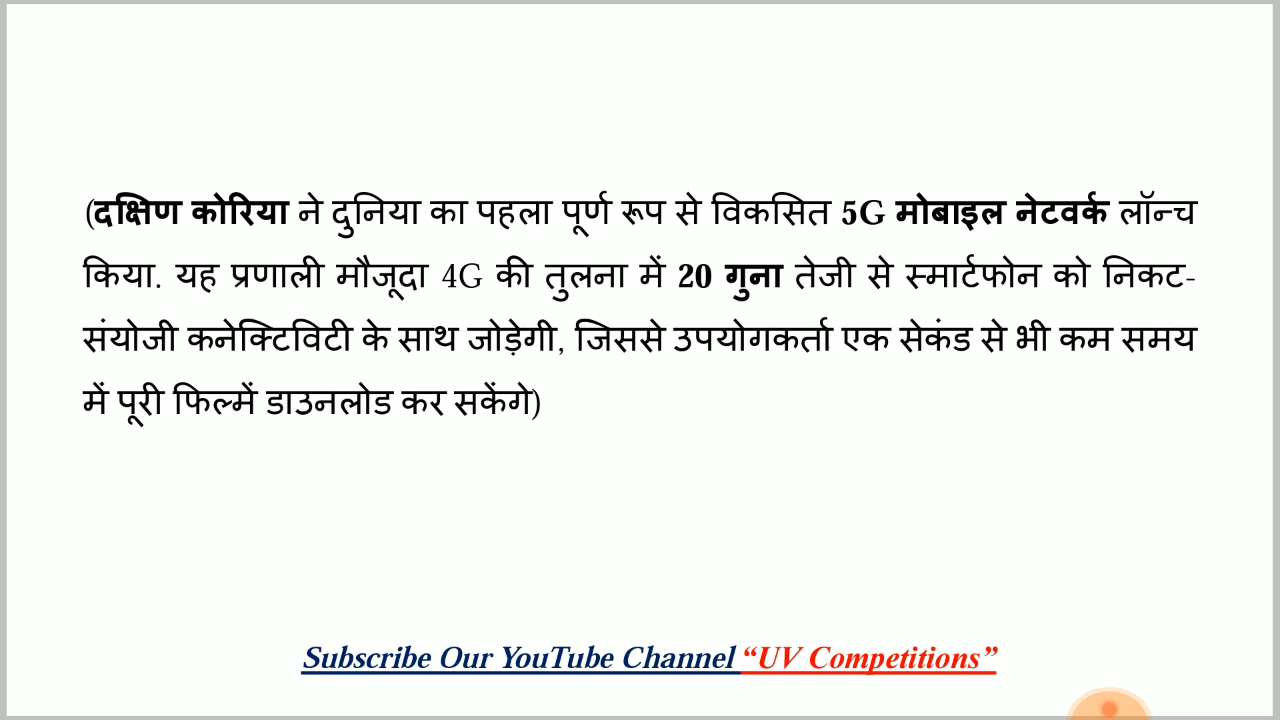 (दक्षिण कोरिया ने दुनिया का पहला पूर्ण रूप से विकसित 5G मोबाइल नेटवर्क लॉन्च
किया. यह प्रणाली मौजूदा 4G की तुलना में 20 गुना तेजी से स्मार्टफोन को निकट-
संयोजी कनेक्टिविटी के साथ जोड़ेगी, जिससे उपयोगकर्ता एक सेकंड से भी कम समय
में पूरी फिल्में डाउनलोड कर सकेंगे)
Subscribe Our YouTube Channel “UV Competitions”